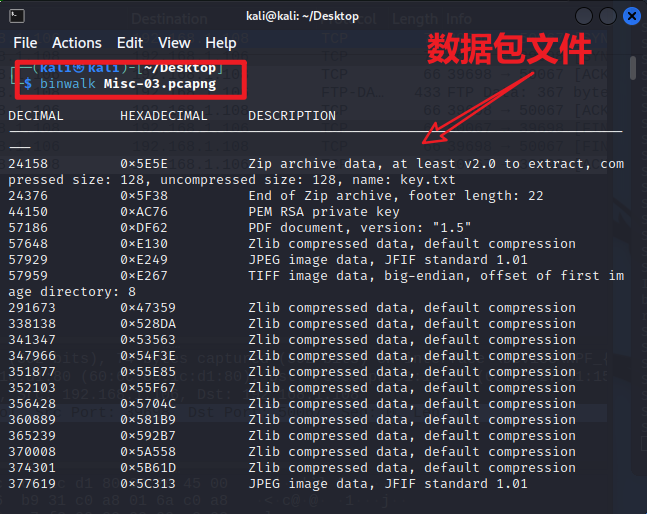 kali@kali: ~/Desktop
File Actions Edit View Help
数据包文件
(kali㉿kali)-[~/Desktop]
$ binwalk Misc-03.pcapng
DECIMAL HEXADECIMAL DESCRIPTION
24158 0×5E5E Zip archive data, at least v2.0 to extract, com
pressed size: 128, uncompressed size: 128, name: key.txt
24376 0×5F38 End of Zip archive, footer length: 22
44150 0×AC76 PEM RSA private key
57186 0×DF62 PDF document, version: "1.5"
57648 0×E130 Zlib compressed data, default compression
57929 0×E249 JPEG image data, JFIF standard 1.01
57959 0×E267 TIFF image data, big-endian, offset of first im
age directory: 8
291673 0×47359 Zlib compressed data, default compression
338138 0×528DA Zlib compressed data, default compression
341347 0×53563 Zlib compressed data, default compression
347966 0×54F3E Zlib compressed data, default compression
351877 0×55E85 Zlib compressed data, default compression
352103 0×55F67 Zlib compressed data, default compression
356428 0×5704C Zlib compressed data, default compression
360889 0×581B9 Zlib compressed data, default compression
365239 0×592B7 Zlib compressed data, default compression
370008 0×5A558 Zlib compressed data, default compression
374301 0×5B61D Zlib compressed data, default compression
377619 0×5C313 JPEG image data, JFIF standard 1.01